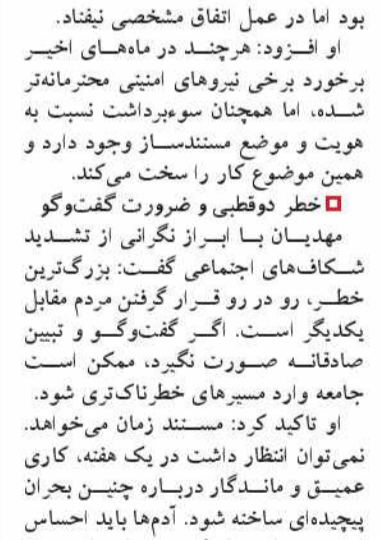 بود اما در عمل اتفاق مشخصی نیفتاد.
او افزود: هرچند در ماه‌های اخیر
برخورد برخی نیروهای امنیتی محترمانه‌تر
شده، اما همچنان سوءبرداشت نسبت به
هویت و موضع مستندساز وجود دارد و
همین موضوع کار را سخت می‌کند.
خطر دوقطبی و ضرورت گفت‌وگو
مهدیان با ابراز نگرانی از تشدید
شکاف‌های اجتماعی گفت: بزرگ‌ترین
خطر، رو در رو قرار گرفتن مردم مقابل
یکدیگر است. اگر گفت‌وگو و تبیین
صادقانه صورت نگیرد، ممکن است
جامعه وارد مسیرهای خطرناک‌تری شود.
او تاکید کرد: مستند زمان می‌خواهد.
نمی‌توان انتظار داشت در یک هفته، کاری
عمیق و ماندگار درباره چنین بحران
پیچیده‌ای ساخته شود. آدم‌ها باید احساس